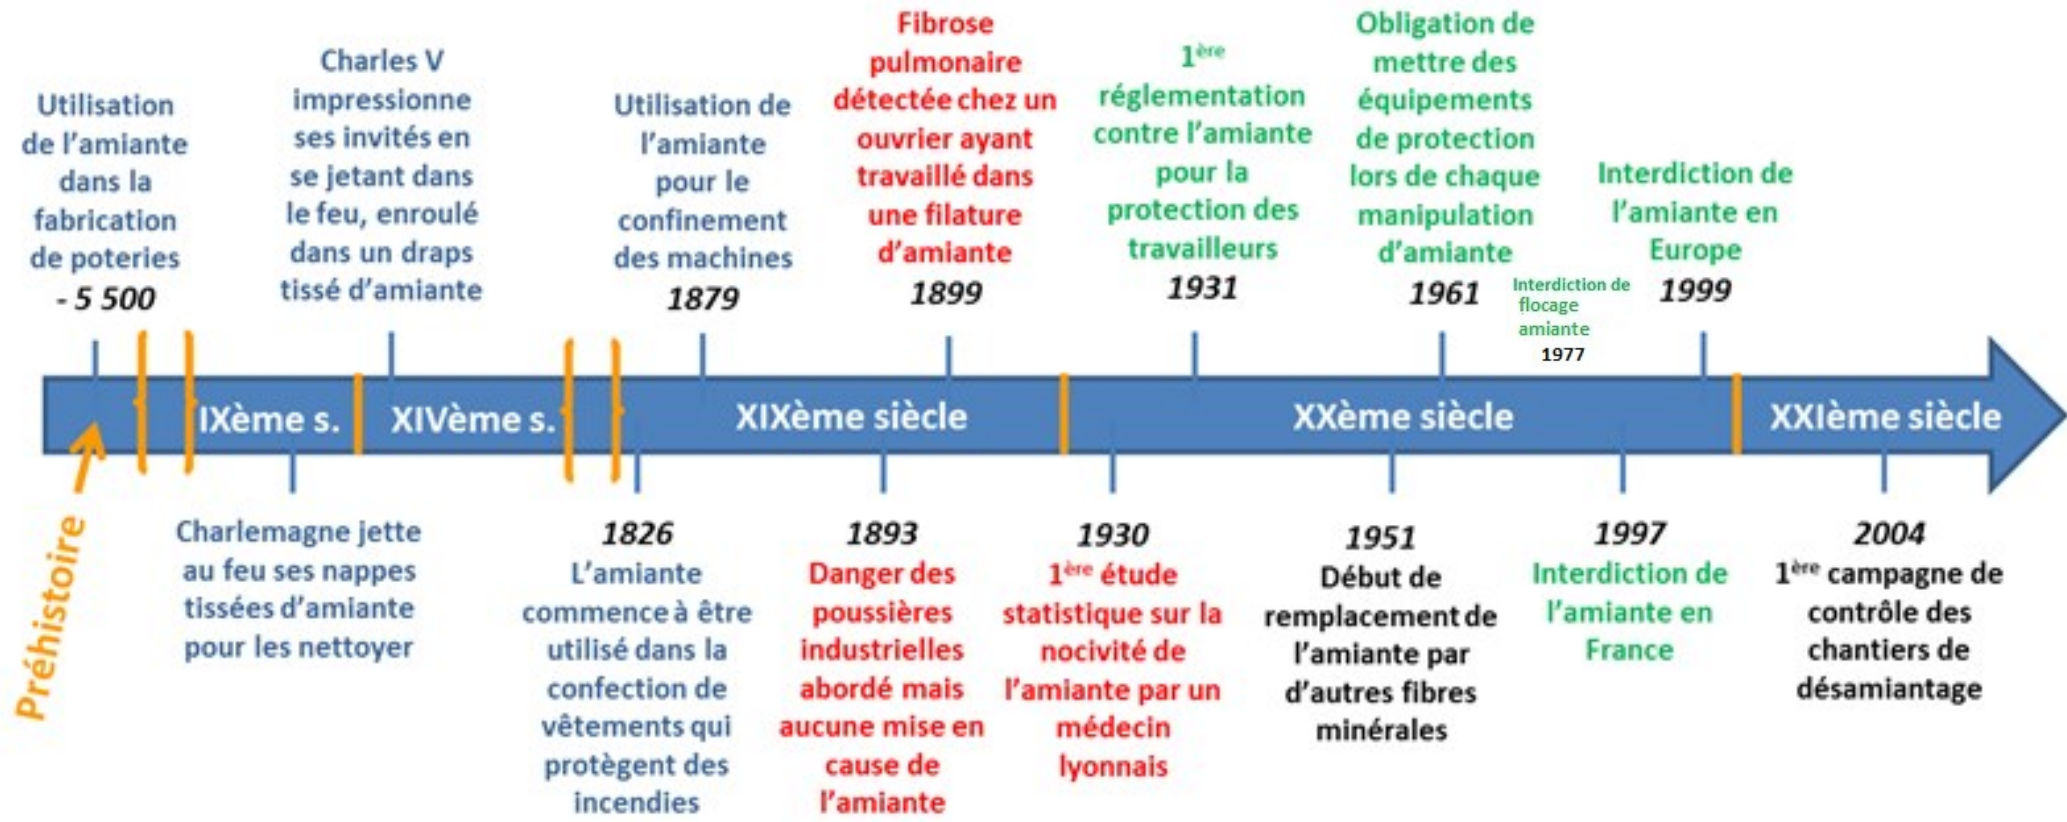 Utilisation
de l’amiante
dans la
fabrication
de poteries
- 5 500
Charles V
impressionne
ses invités en
se jetant dans
le feu, enroulé
dans un draps
tissé d’amiante
Utilisation de
l’amiante
pour le
confinement
des machines
1879
Fibrose
pulmonaire
détectée chez un
ouvrier ayant
travaillé dans
une filature
d’amiante
1899
1ère
réglementation
contre l’amiante
pour la
protection des
travailleurs
1931
Obligation de
mettre des
équipements
de protection
lors de chaque
manipulation
d’amiante
1961
Interdiction de
flocage
amiante
1977
Interdiction de
l’amiante en
Europe
1999
IXème s.
XIVème s.
XIXème siècle
XXème siècle
XXIème siècle
Préhistoire
Charlemagne jette
au feu ses nappes
tissées d’amiante
pour les nettoyer
1826
L’amiante
commence à être
utilisé dans la
confection de
vêtements qui
protègent des
incendies
1893
Danger des
poussières
industrielles
abordé mais
aucune mise en
cause de
l’amiante
1930
1ère étude
statistique sur la
nocivité de
l’amiante par un
médecin
lyonnais
1951
Début de
remplacement de
l’amiante par
d’autres fibres
minérales
1997
Interdiction de
l’amiante en
France
2004
1ère campagne de
contrôle des
chantiers de
désamiantage